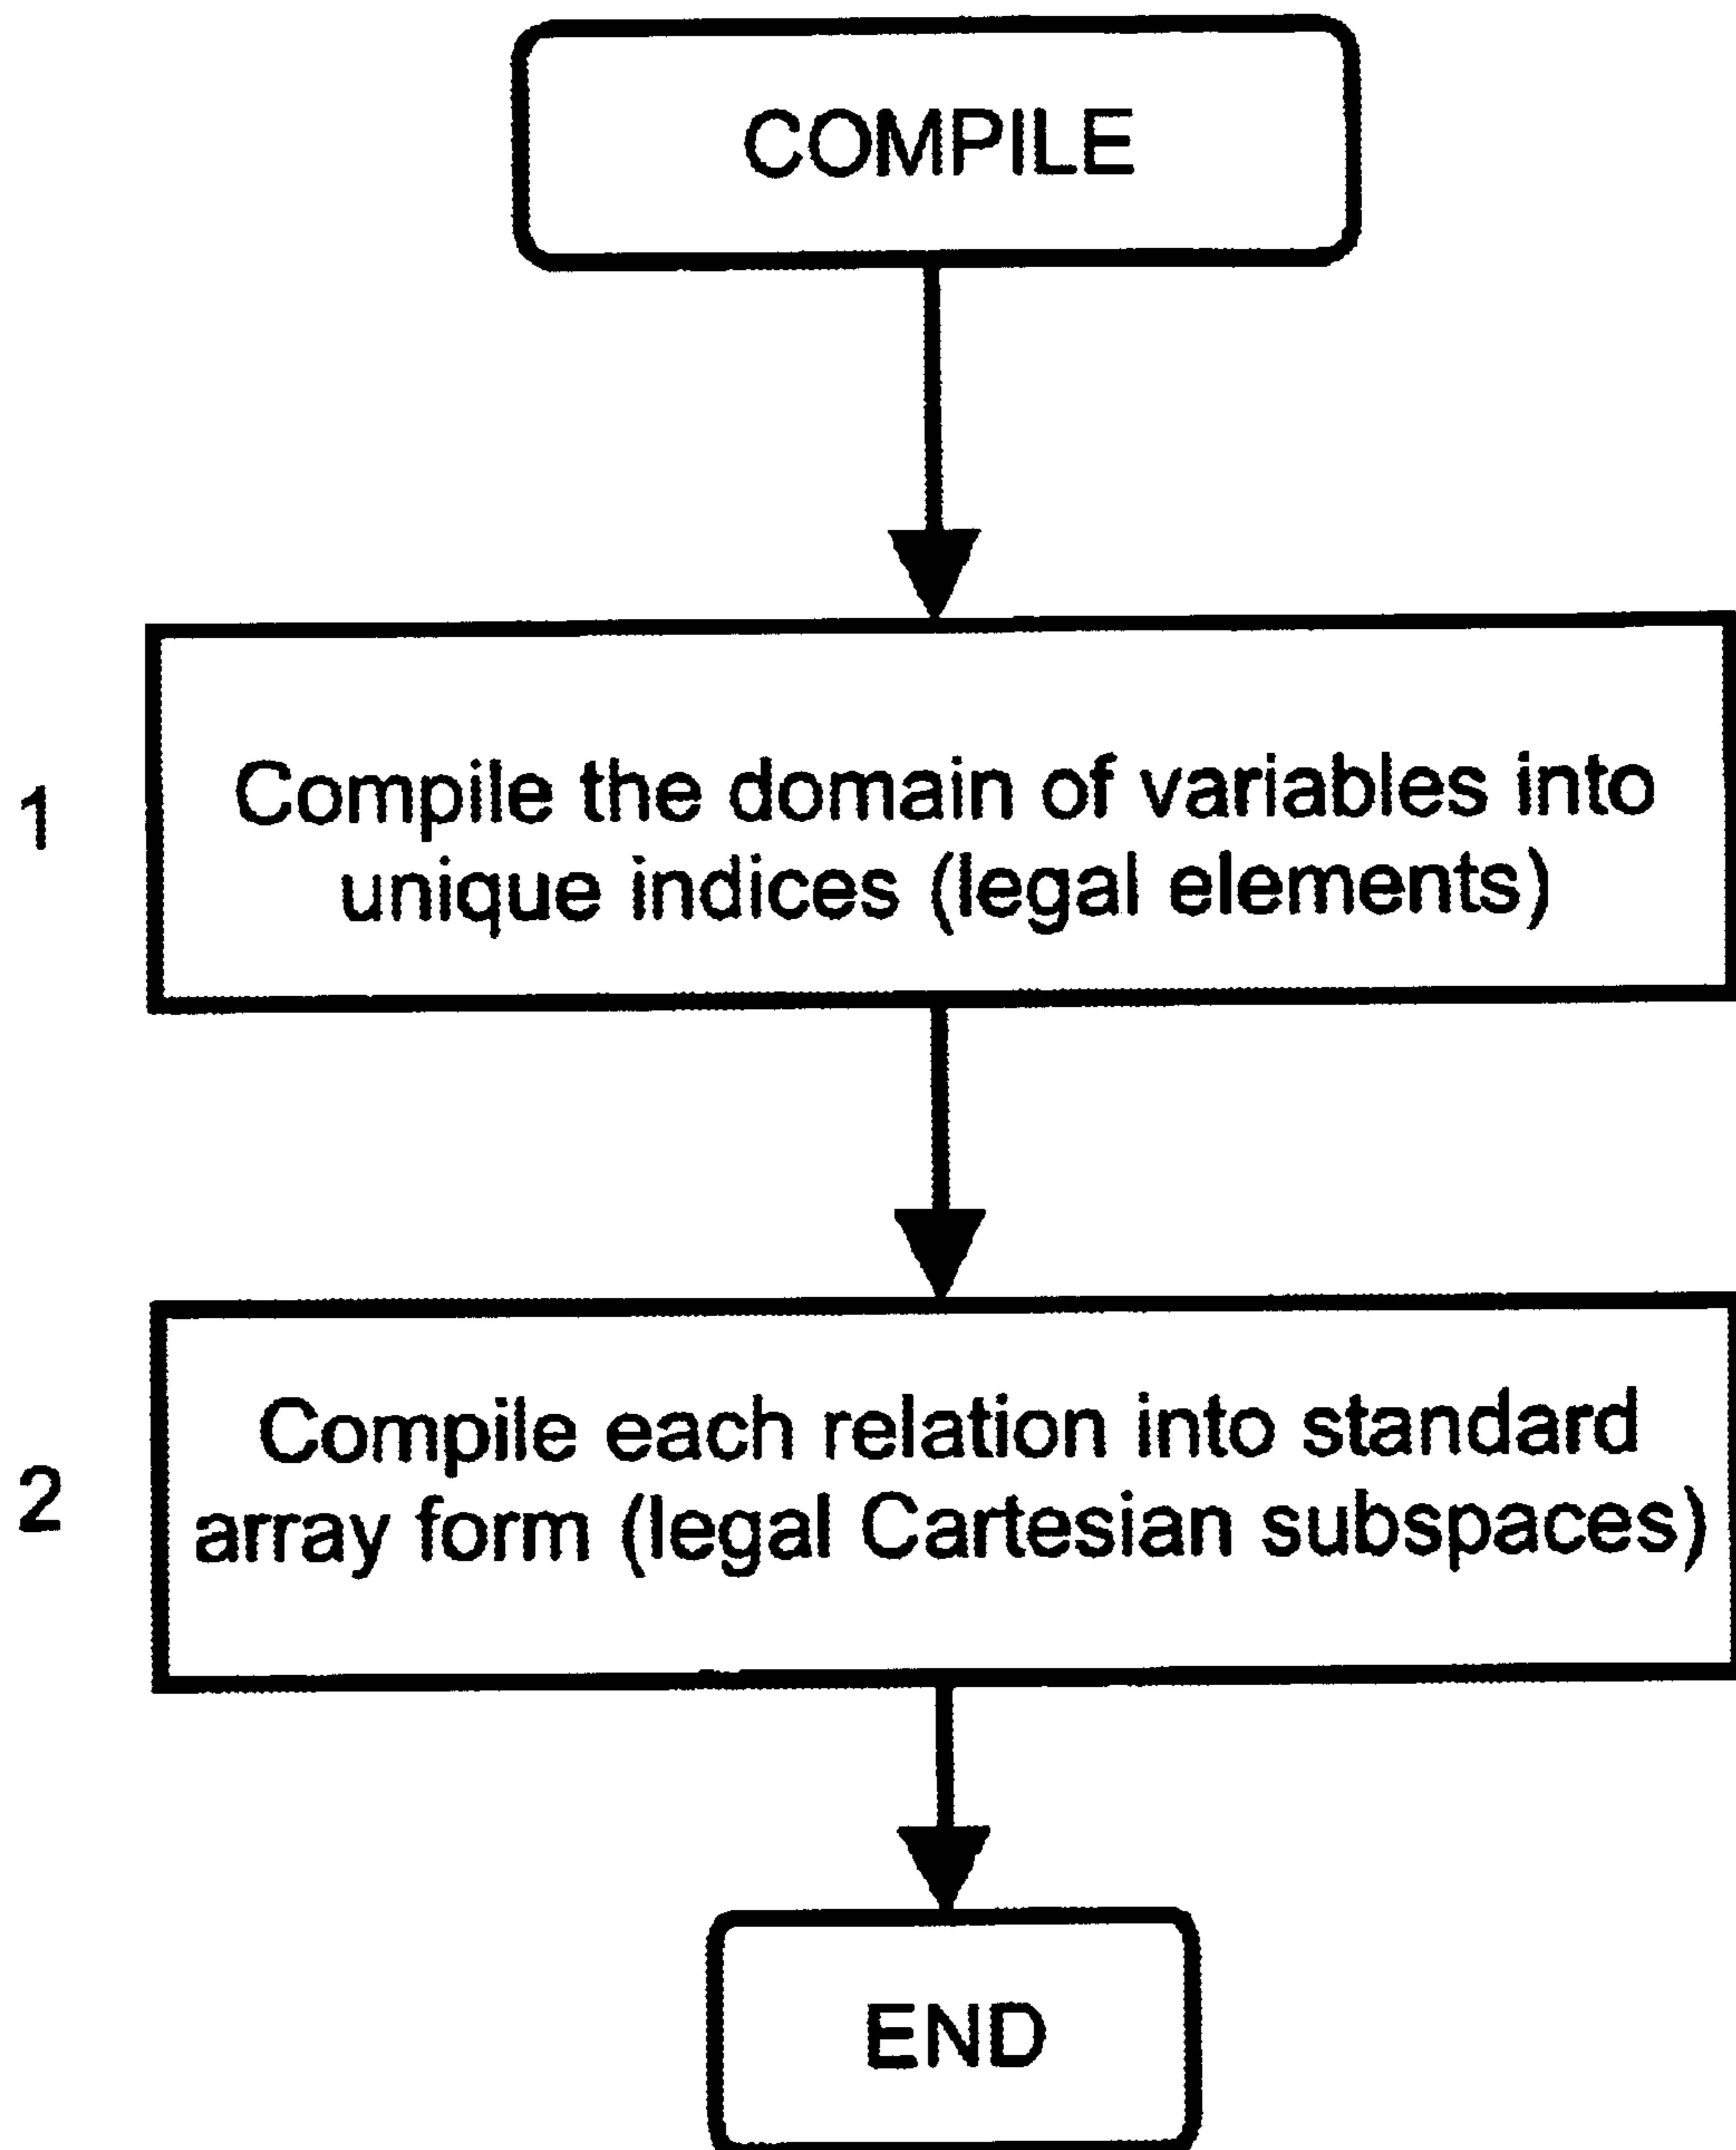 COMPILE
1
Compile the domain of variables into
unique indices (legal elements)
2
Compile each relation into standard
array form (legal Cartesian subspaces)
END